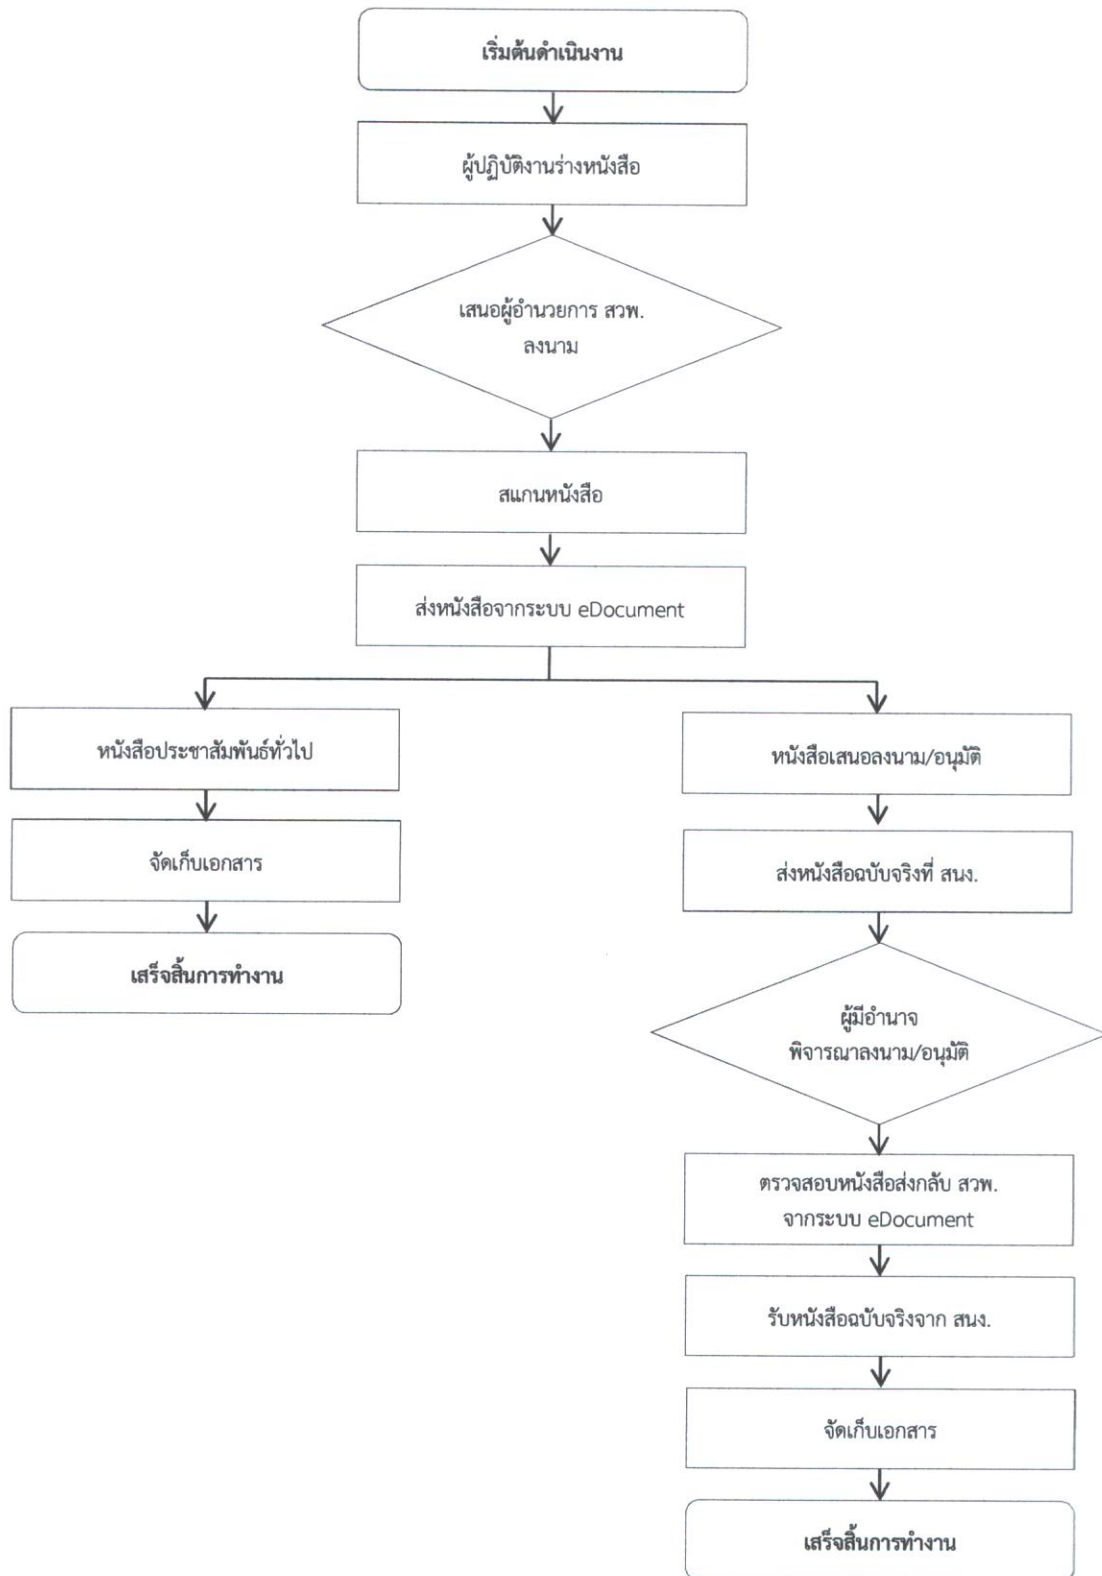 เริ่มต้นดำเนินงาน
ผู้ปฏิบัติงานร่างหนังสือ
เสนอผู้อำนวยการ สวพ.
ลงนาม
สแกนหนังสือ
ส่งหนังสือจากระบบ eDocument
หนังสือประชาสัมพันธ์ทั่วไป
จัดเก็บเอกสาร
เสร็จสิ้นการทำงาน
หนังสือเสนอลงนาม/อนุมัติ
ส่งหนังสือฉบับจริงที่ สนง.
ผู้มีอำนาจ
พิจารณาลงนาม/อนุมัติ
ตรวจสอบหนังสือส่งกลับ สวพ.
จากระบบ eDocument
รับหนังสือฉบับจริงจาก สนง.
จัดเก็บเอกสาร
เสร็จสิ้นการทำงาน